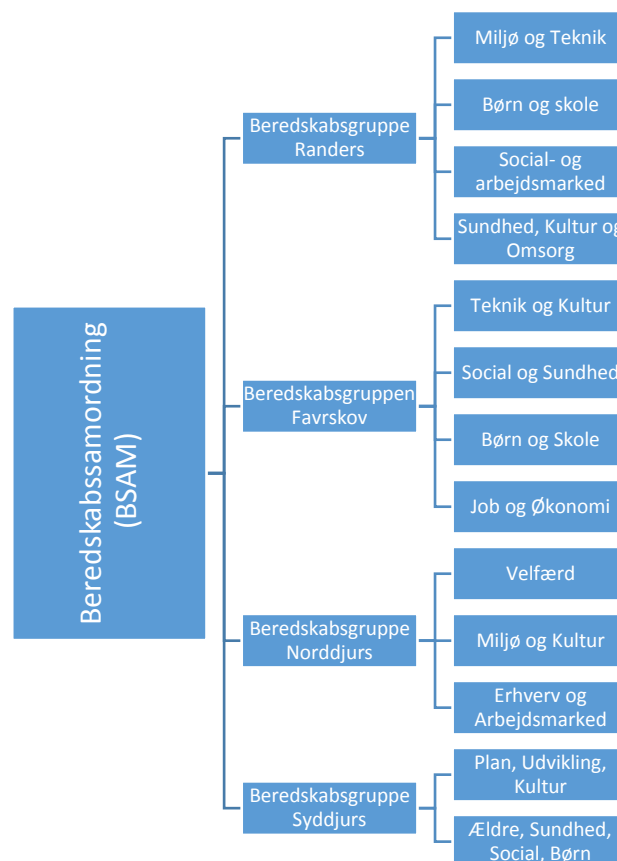 Beredskabssamordning
(BSAM)
Beredskabsgruppe
Randers
Miljø og Teknik
Børn og skole
Social- og
arbejdsmarked
Sundhed, Kultur og
Omsorg
Beredskabsgruppen
Favrskov
Teknik og Kultur
Social og Sundhed
Børn og Skole
Job og Økonomi
Beredskabsgruppe
Norddjurs
Velfærd
Miljø og Kultur
Erhverv og
Arbejdsmarked
Beredskabsgruppe
Syddjurs
Plan, Udvikling,
Kultur
Ældre, Sundhed,
Social, Børn